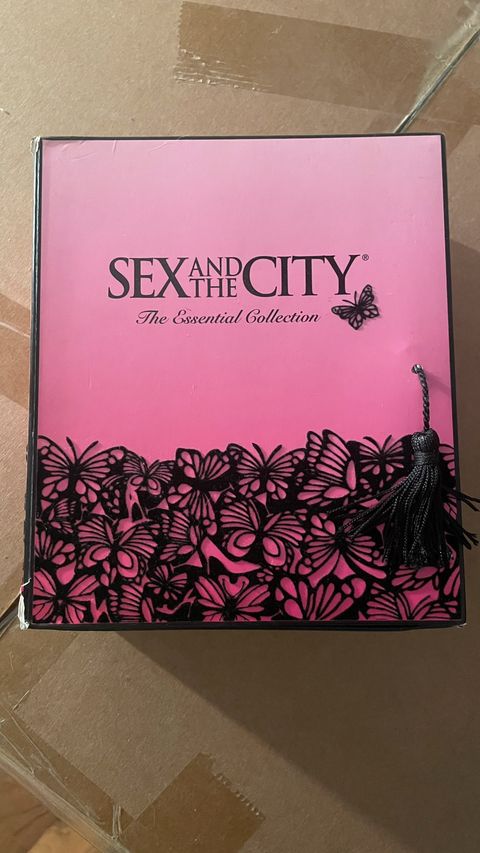 SEX AND THE CITY®
The Essential Collection